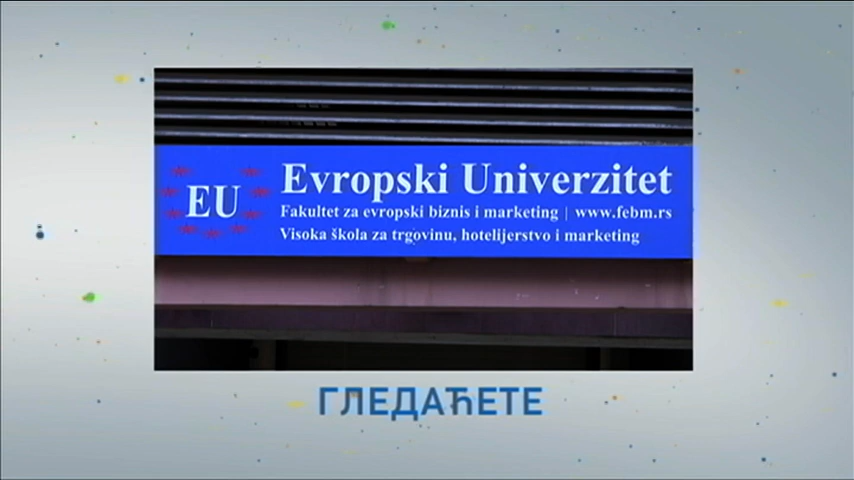 EU
Evropski Univerzitet
Fakultet za evropski biznis i marketing | www.febm.rs
Visoka škola za trgovinu, hotelijerstvo i marketing
ГЛЕДАЋЕТЕ